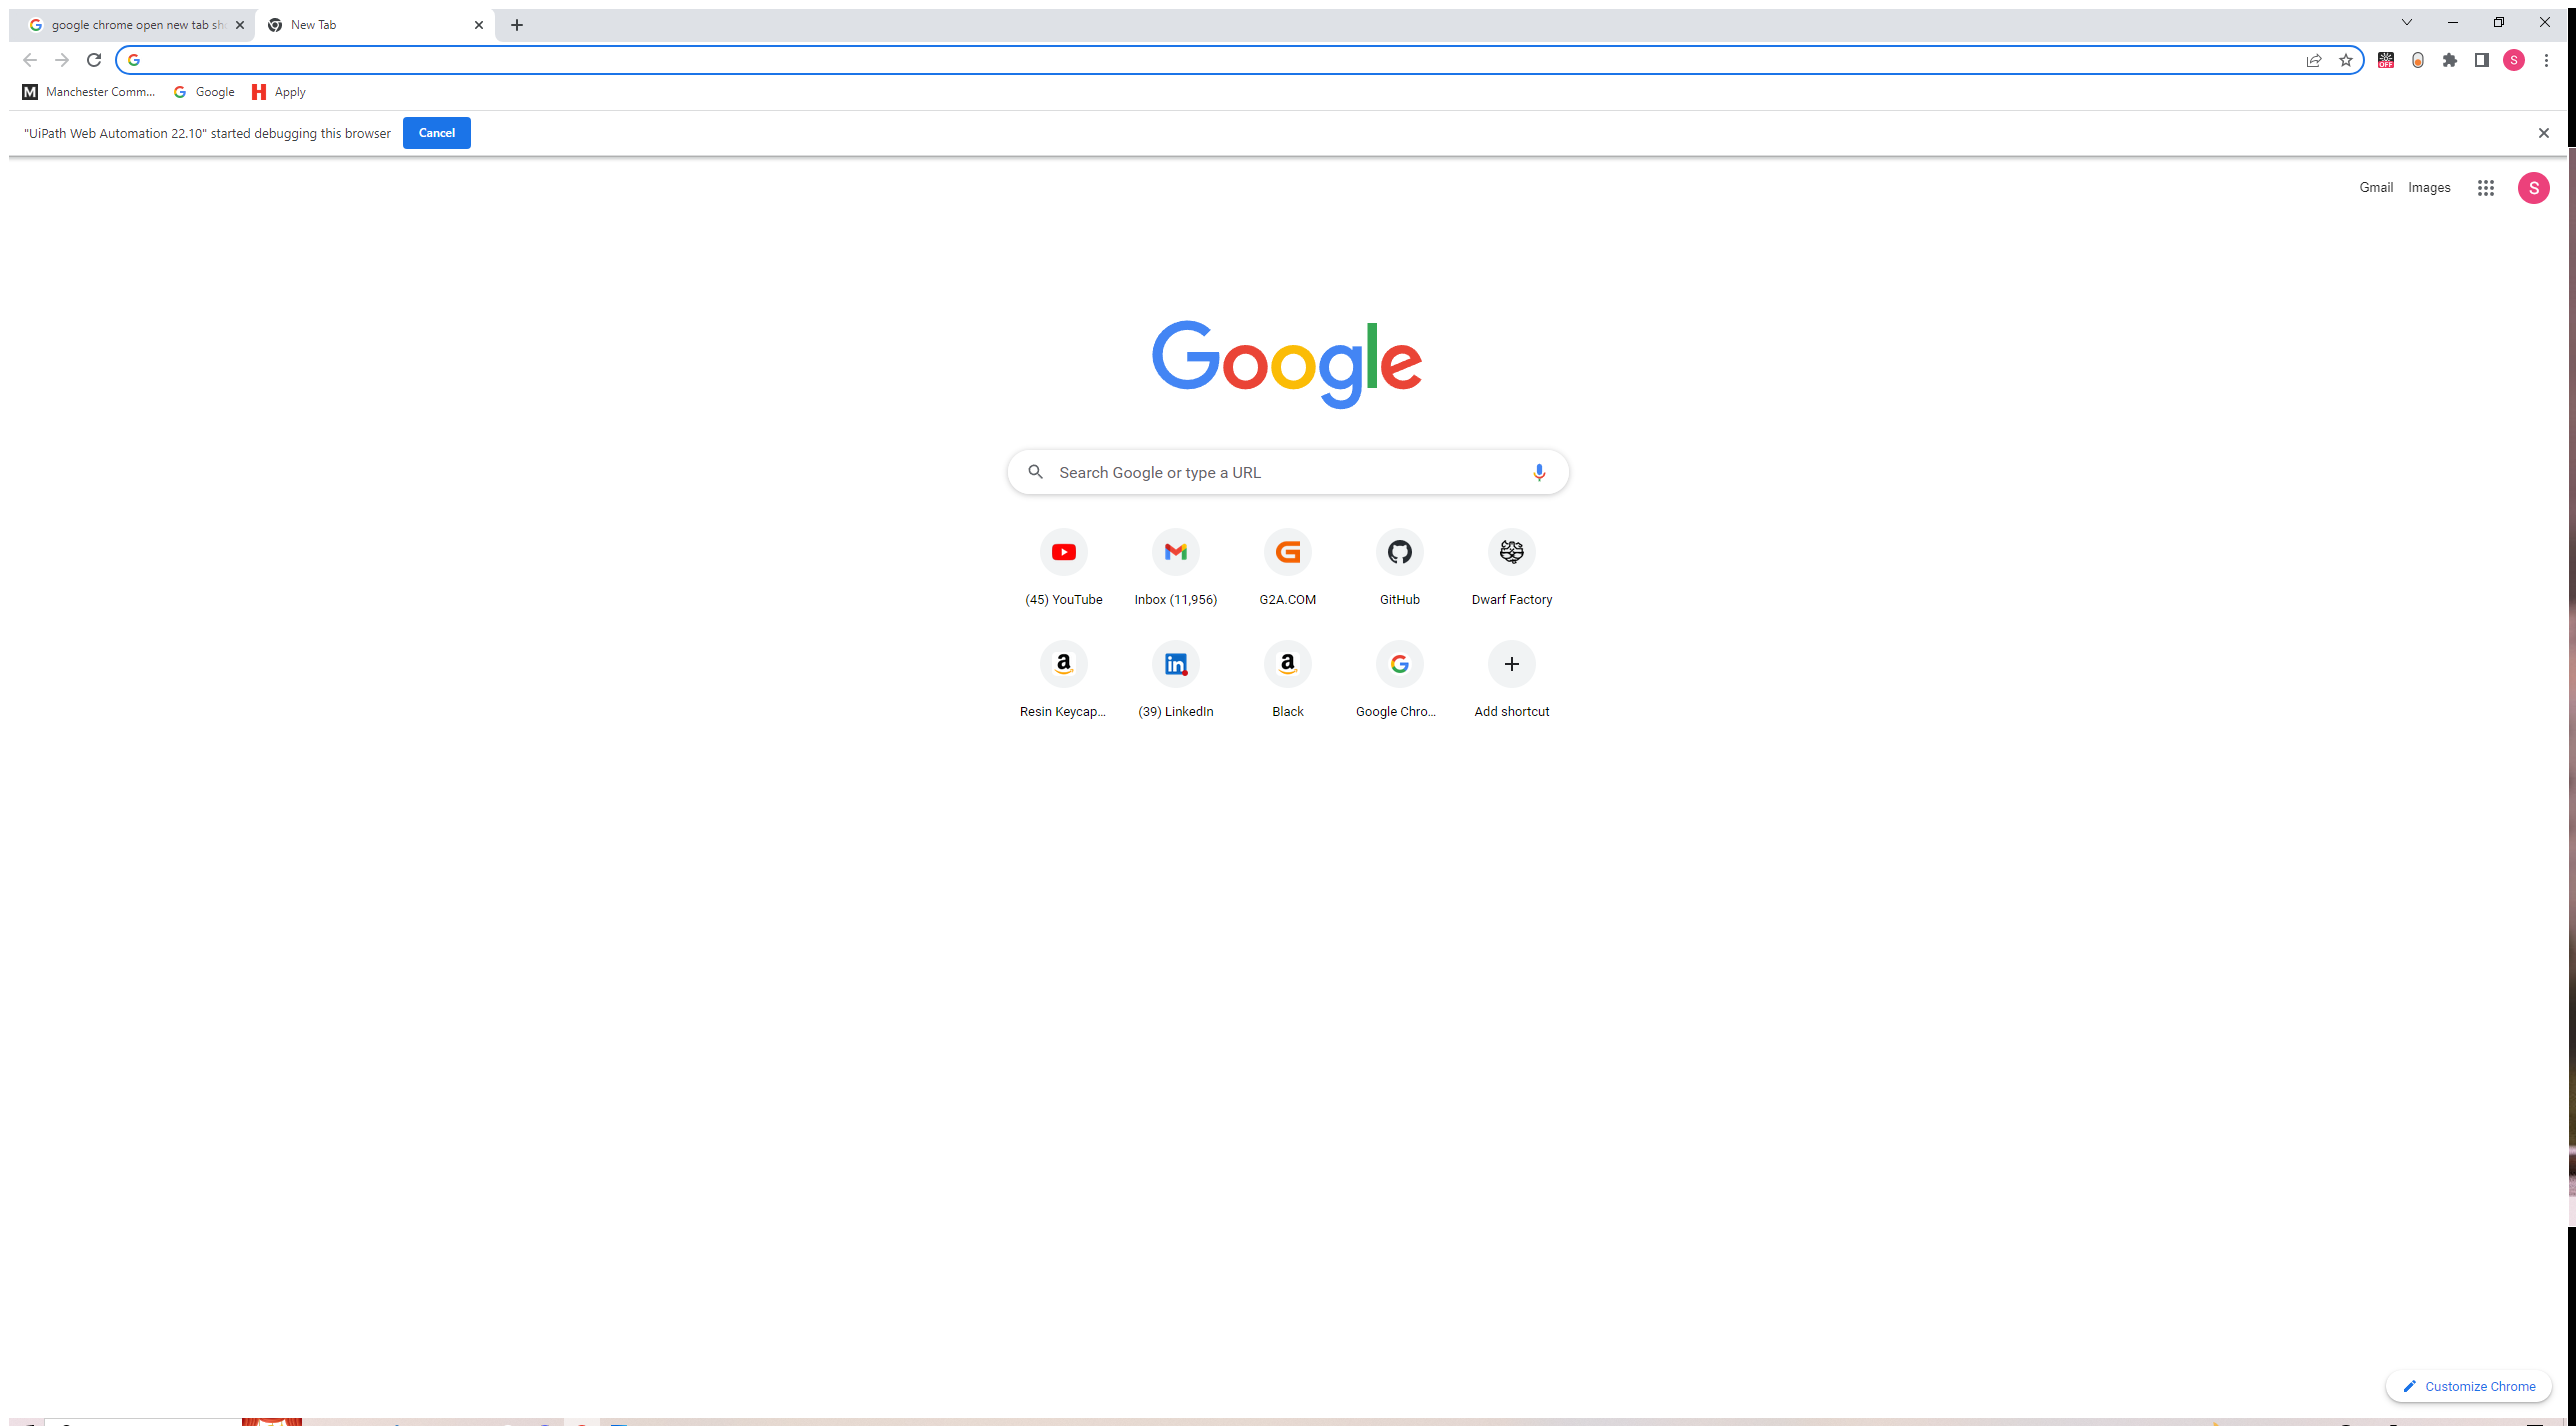 google chrome open new tab sh
New Tab
Manchester Comm...
Google
Apply
"UiPath Web Automation 22.10" started debugging this browser
Cancel
Gmail
Images
S
Google
Search Google or type a URL
(45) YouTube
Inbox (11,956)
G2A.COM
GitHub
Dwarf Factory
Resin Keycap...
(39) LinkedIn
Black
Google Chro...
Add shortcut
Customize Chrome